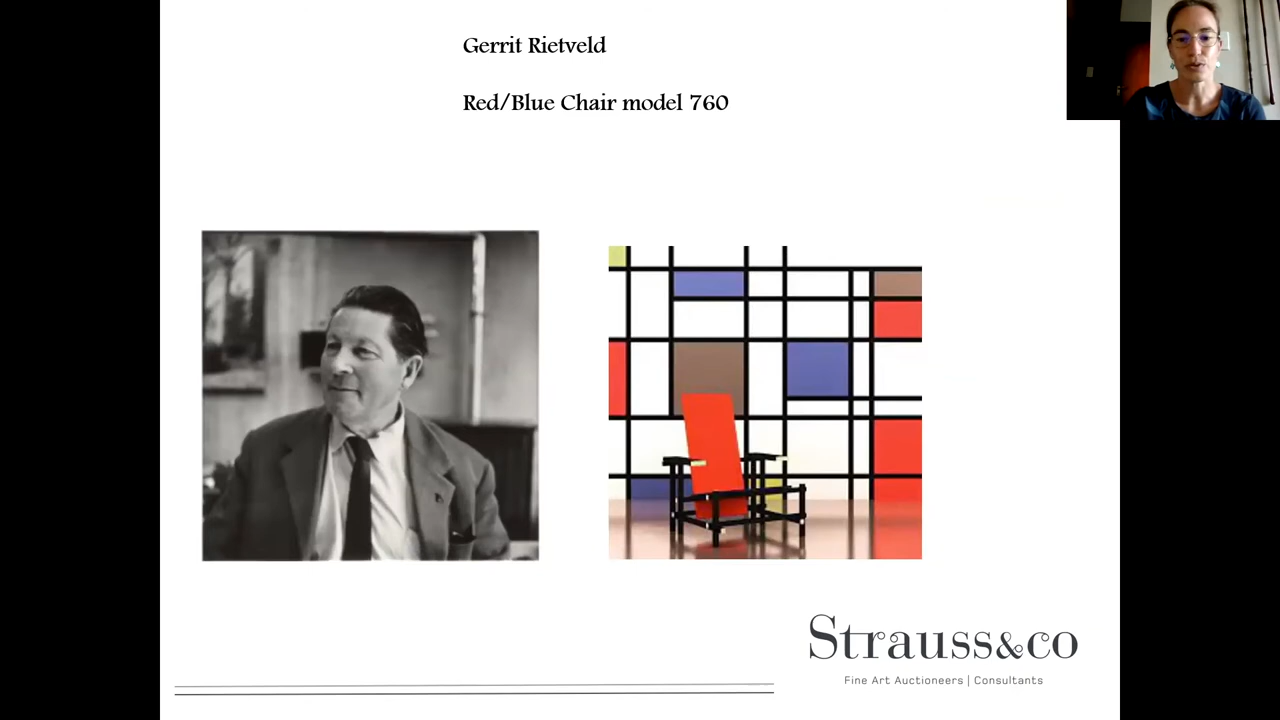 Gerrit Rietveld
Red/Blue Chair model 760
Strauss&co
Fine Art Auctioneers | Consultants